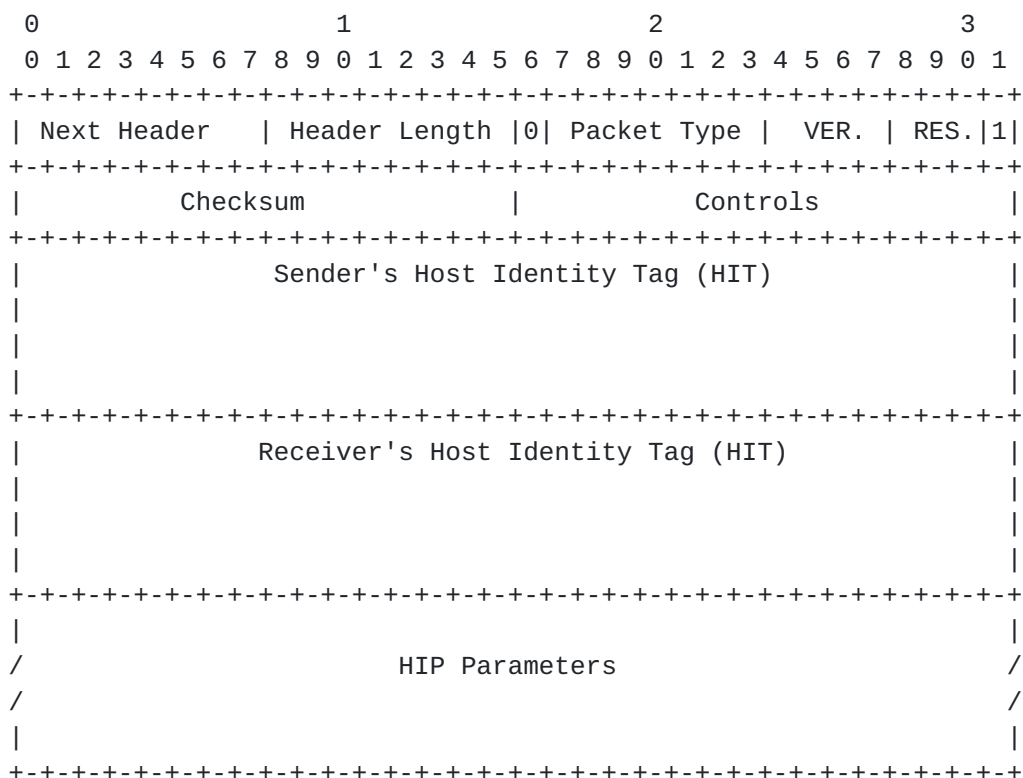 0                   1                   2                   3
 0 1 2 3 4 5 6 7 8 9 0 1 2 3 4 5 6 7 8 9 0 1 2 3 4 5 6 7 8 9 0 1
+-+-+-+-+-+-+-+-+-+-+-+-+-+-+-+-+-+-+-+-+-+-+-+-+-+-+-+-+-+-+-+-+
| Next Header   | Header Length |0| Packet Type |  VER. | RES.|1|
+-+-+-+-+-+-+-+-+-+-+-+-+-+-+-+-+-+-+-+-+-+-+-+-+-+-+-+-+-+-+-+-+
|          Checksum             |           Controls            |
+-+-+-+-+-+-+-+-+-+-+-+-+-+-+-+-+-+-+-+-+-+-+-+-+-+-+-+-+-+-+-+-+
|                Sender's Host Identity Tag (HIT)               |
|                                                               |
|                                                               |
|                                                               |
+-+-+-+-+-+-+-+-+-+-+-+-+-+-+-+-+-+-+-+-+-+-+-+-+-+-+-+-+-+-+-+-+
|               Receiver's Host Identity Tag (HIT)              |
|                                                               |
|                                                               |
|                                                               |
+-+-+-+-+-+-+-+-+-+-+-+-+-+-+-+-+-+-+-+-+-+-+-+-+-+-+-+-+-+-+-+-+
|                                                               |
/                        HIP Parameters                         /
/                                                               /
|                                                               |
+-+-+-+-+-+-+-+-+-+-+-+-+-+-+-+-+-+-+-+-+-+-+-+-+-+-+-+-+-+-+-+-+